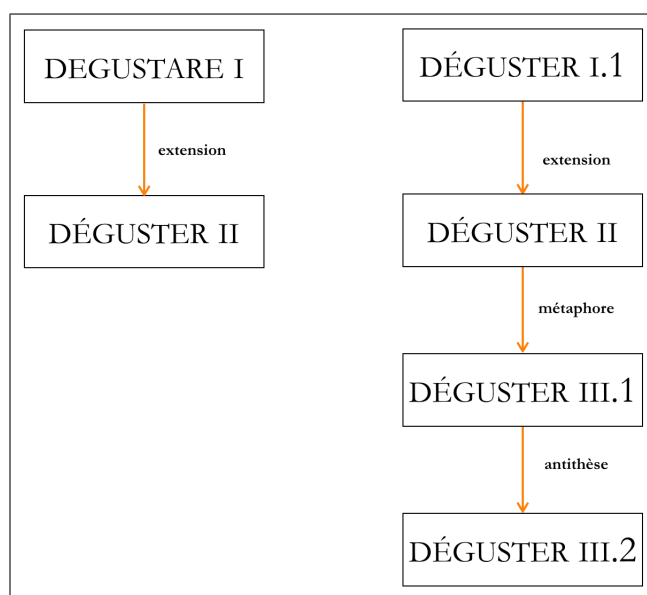 DEGUSTARE I
extension
DÉGUSTER II
DÉGUSTER I.1
extension
DÉGUSTER II
métaphore
DÉGUSTER III.1
antithèse
DÉGUSTER III.2